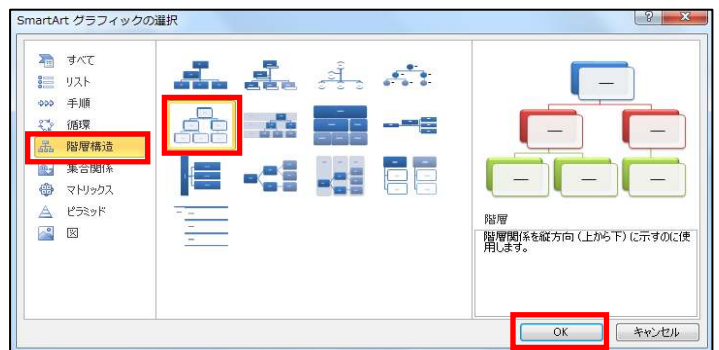 SmartArt グラフィックの選択
すべて
リスト
手順
循環
階層構造
集合関係
マトリックス
ピラミッド
図
階層
階層関係を縦方向 (上から下) に示すのに使
用します。
OK
キャンセル